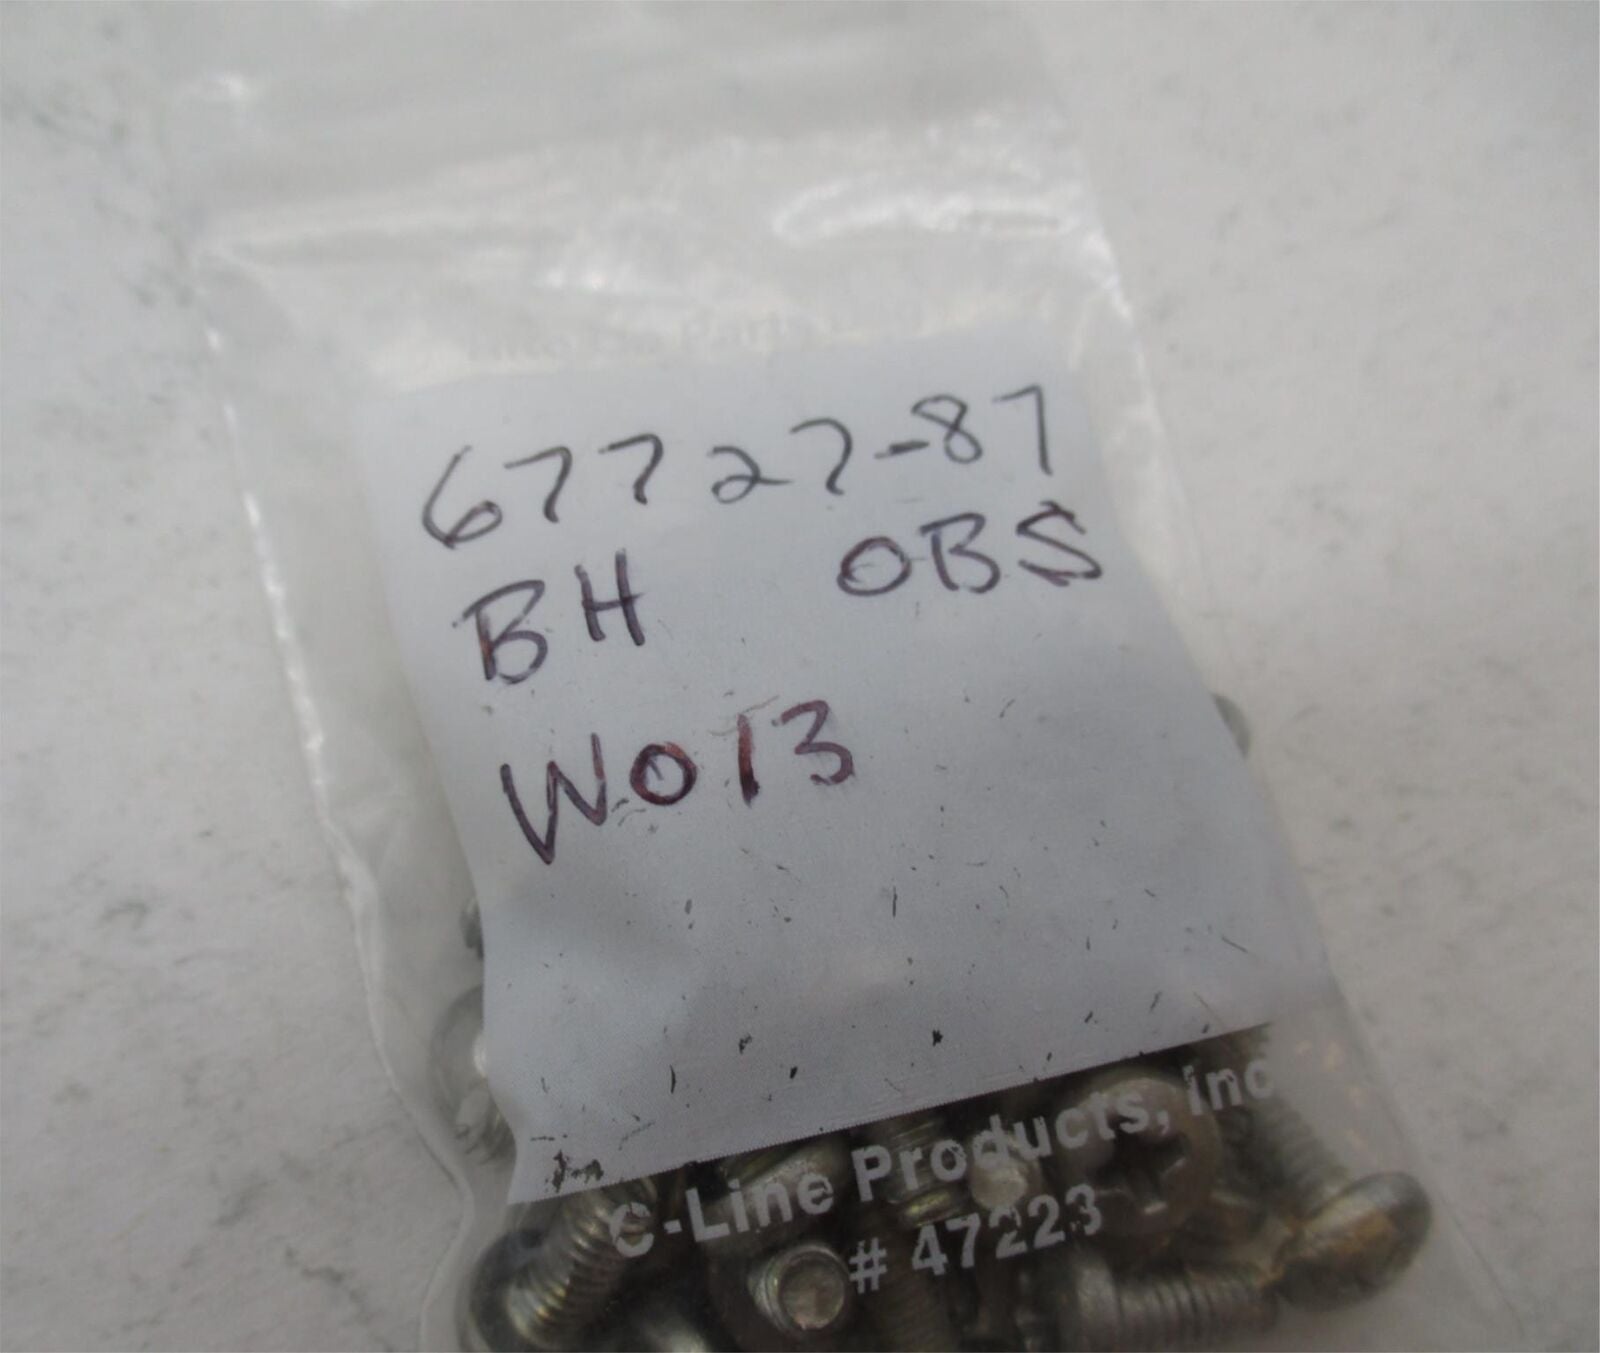 67727-87
BH OBS
W013
C-Line Products, Inc
# 47223